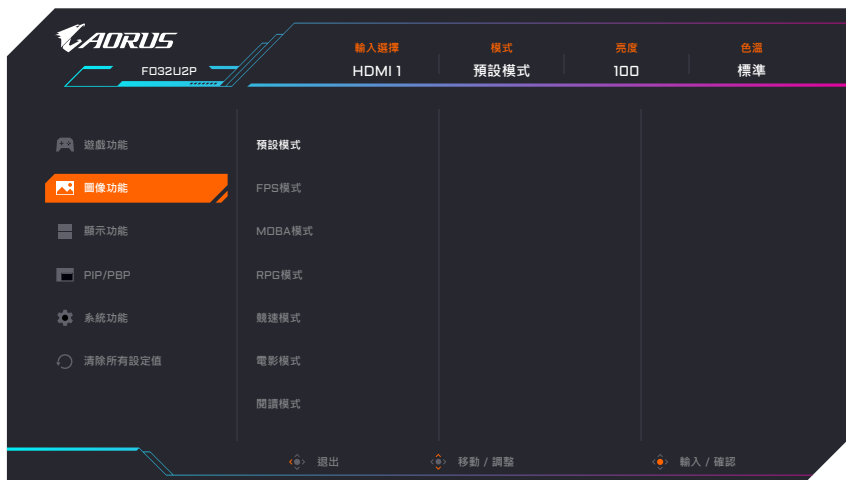 AORUS
FO32U2P
輸入選擇
HDMI 1
模式
預設模式
亮度
100
色溫
標準
遊戲功能
圖像功能
顯示功能
PIP/PBP
系統功能
清除所有設定值
預設模式
FPS模式
MOBA模式
RPG模式
競速模式
電影模式
閱讀模式
退出
移動 / 調整
輸入 / 確認